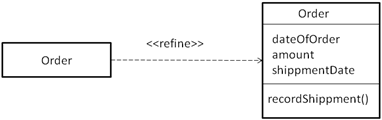 Order
<<refine>>
Order
dateOfOrder
amount
shippmentDate
recordShippment()